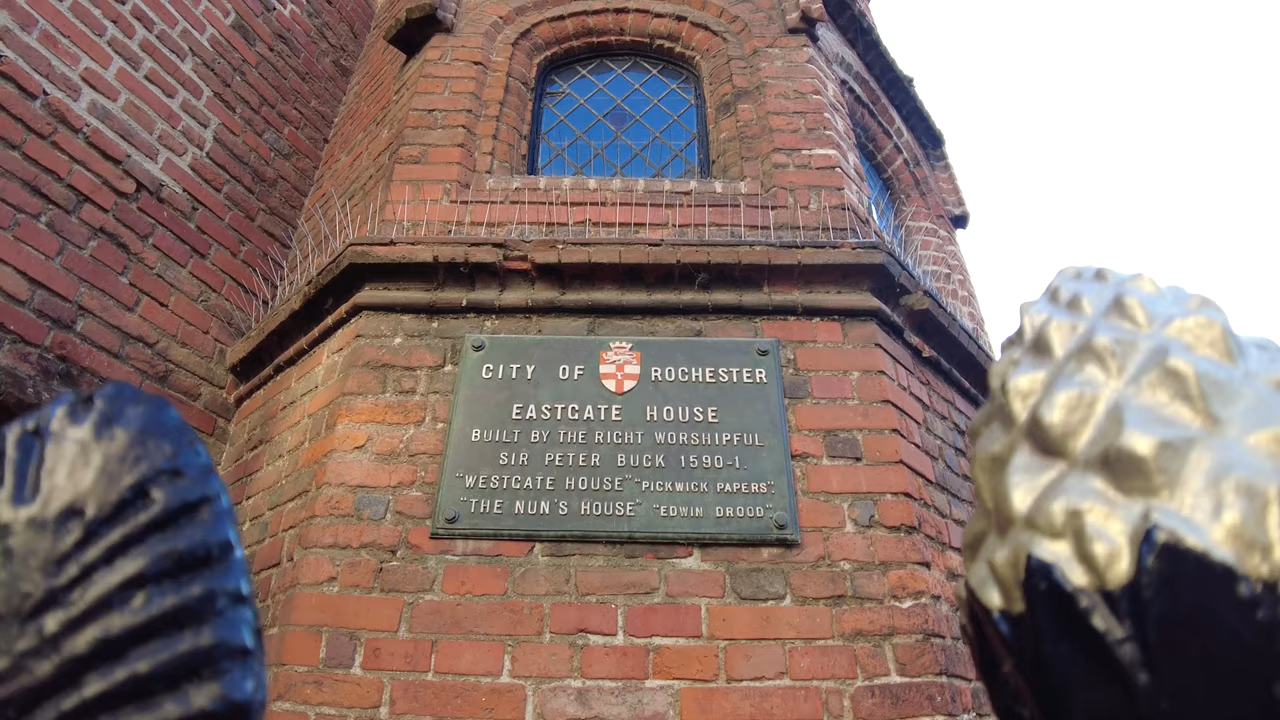 CITY OF ROCHESTER
EASTGATE HOUSE
BUILT BY THE RIGHT WORSHIPFUL
SIR PETER BUCK 1590-1.
"WESTGATE HOUSE" "PICKWICK PAPERS".
"THE NUN'S HOUSE" "EDWIN DROOD".